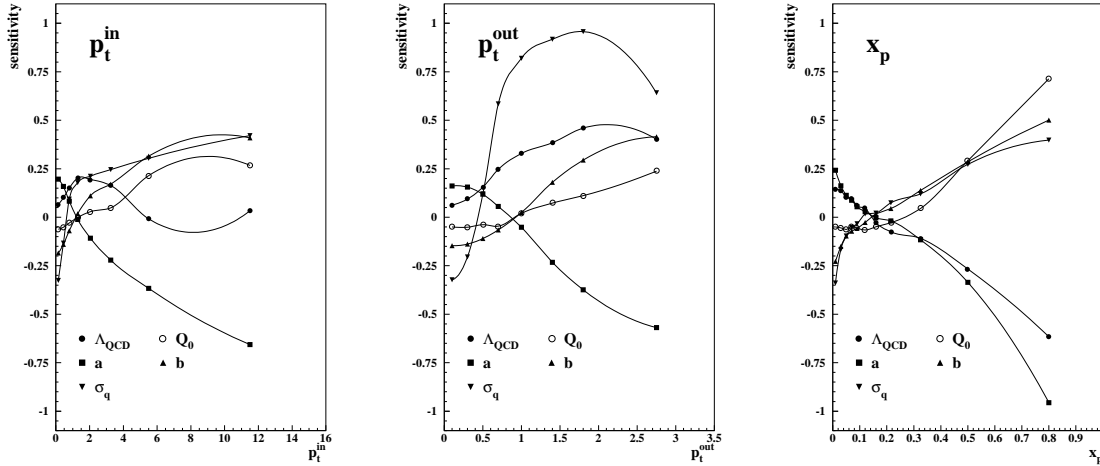 sensitivity
p_t^in
1
0.75
0.5
0.25
0
-0.25
-0.5
-0.75
-1
Λ_QCD Q_0
a b
σ_q
0 2 4 6 8 10 12 14 16
p_t^in
sensitivity
p_t^out
1
0.75
0.5
0.25
0
-0.25
-0.5
-0.75
-1
Λ_QCD Q_0
a b
σ_q
0 0.5 1 1.5 2 2.5 3 3.5
p_t^out
sensitivity
x_p
1
0.75
0.5
0.25
0
-0.25
-0.5
-0.75
-1
Λ_QCD Q_0
a b
σ_q
0 0.1 0.2 0.3 0.4 0.5 0.6 0.7 0.8 0.9
x_p